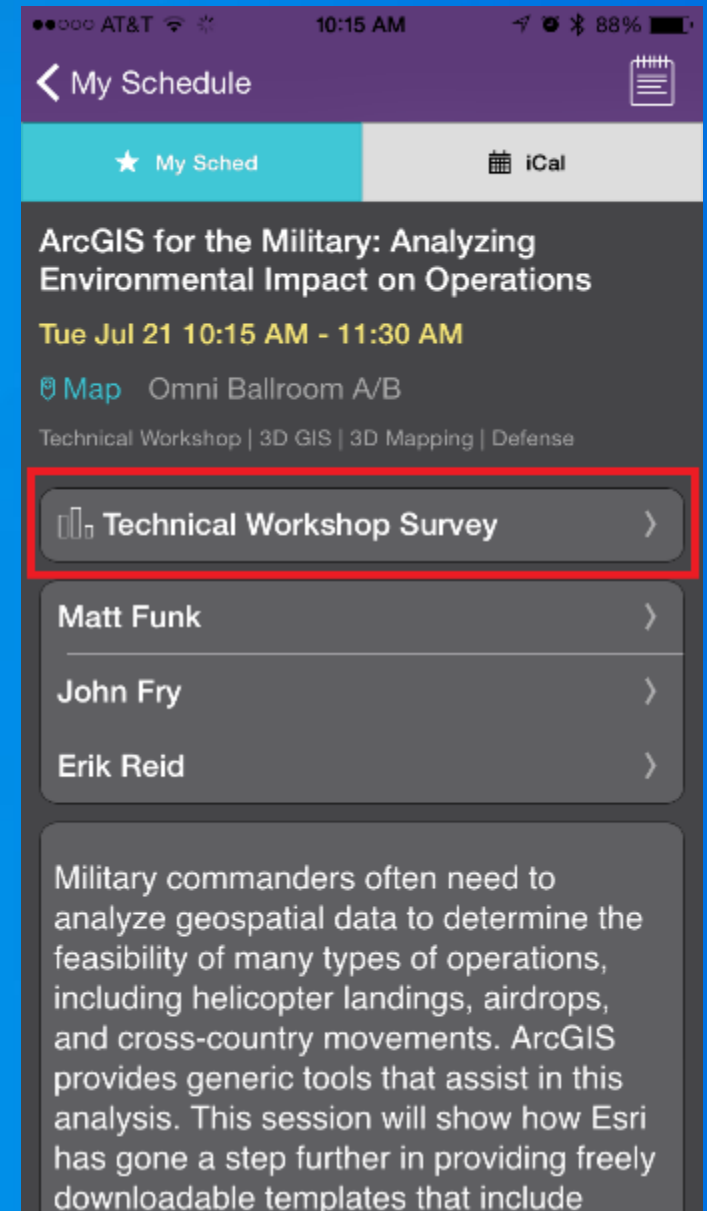 AT&T 10:15 AM 88%
My Schedule
My Sched iCal
ArcGIS for the Military: Analyzing
Environmental Impact on Operations
Tue Jul 21 10:15 AM - 11:30 AM
Map Omni Ballroom A/B
Technical Workshop | 3D GIS | 3D Mapping | Defense
Technical Workshop Survey
Matt Funk
John Fry
Erik Reid
Military commanders often need to
analyze geospatial data to determine the
feasibility of many types of operations,
including helicopter landings, airdrops,
and cross-country movements. ArcGIS
provides generic tools that assist in this
analysis. This session will show how Esri
has gone a step further in providing freely
downloadable templates that include